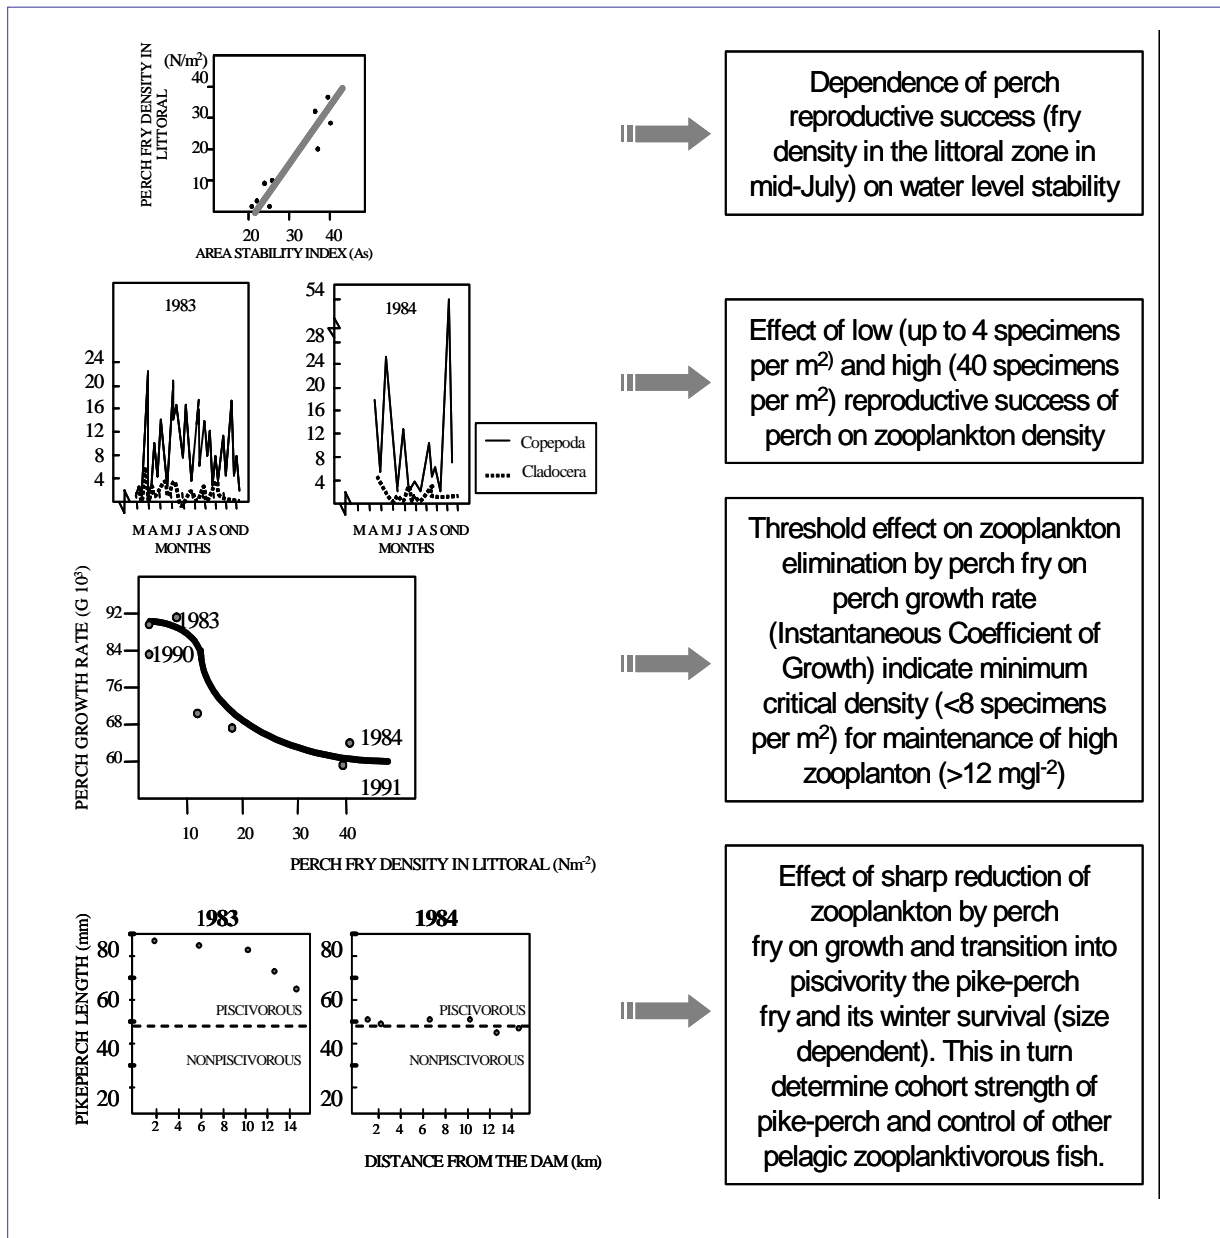 PERCH FRY DENSITY IN
LITTORAL
(N/m²)
40
30
20
10
20 30 40
AREA STABILITY INDEX (As)
Dependence of perch
reproductive success (fry
density in the littoral zone in
mid-July) on water level stability
1983
24
20
16
12
8
4
M A M J J A S O N D
MONTHS
1984
54
28
24
20
16
12
8
4
M A M J J A S O N D
MONTHS
Copepoda
Cladocera
Effect of low (up to 4 specimens
per m²) and high (40 specimens
per m²) reproductive success of
perch on zooplankton density
PERCH GROWTH RATE (G 10³)
92
84
76
68
60
1983
1990
1984
1991
10 20 30 40
PERCH FRY DENSITY IN LITTORAL (Nm⁻²)
Threshold effect on zooplankton
elimination by perch fry on
perch growth rate
(Instantaneous Coefficient of
Growth) indicate minimum
critical density (<8 specimens
per m²) for maintenance of high
zooplanton (>12 mgl⁻²)
PIKEPERCH LENGTH (mm)
1983
80
60
40
20
PISCIVOROUS
NONPISCIVOROUS
2 4 6 8 10 12 14
1984
80
60
40
20
PISCIVOROUS
NONPISCIVOROUS
2 4 6 8 10 12 14
DISTANCE FROM THE DAM (km)
Effect of sharp reduction of
zooplankton by perch
fry on growth and transition into
piscivority the pike-perch
fry and its winter survival (size
dependent). This in turn
determine cohort strength of
pike-perch and control of other
pelagic zooplanktivorous fish.